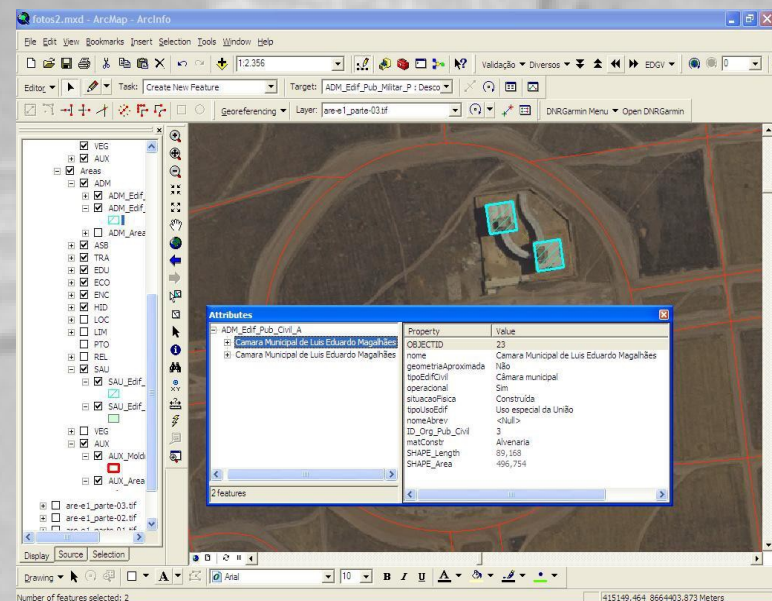 fotos2.mxd - ArcMap - ArcInfo
File Edit View Bookmarks Insert Selection Tools Window Help
1:2.356 Validação Diversos EDGV 0
Editor Task: Create New Feature Target: ADM_Edif_Pub_Militar_P : Desco
Georeferencing Layer: are-e1_parte-03.tif DNRGarmin Menu Open DNRGarmin
VEG
AUX
Areas
ADM
ADM_Edif_
ADM_Edif_
ADM_Area
ASB
TRA
EDU
ECO
ENC
HID
LOC
LIM
PTO
REL
SAU
SAU_Edif_
SAU_Edif_
VEG
AUX
AUX_Mold
AUX_Area
are-e1_parte-03.tif
are-e1_parte-02.tif
are-e1_parte-01.tif
Attributes
ADM_Edif_Pub_Civil_A
Camara Municipal de Luis Eduardo Magalhães
Camara Municipal de Luis Eduardo Magalhães
2 features
Property Value
OBJECTID 23
nome Camara Municipal de Luis Eduardo Magalhães
geometriaAproximada Não
tipoEdifCivil Câmara municipal
operacional Sim
situacaoFisica Construída
tipoUsoEdif Uso especial da União
nomeAbrev <Null>
ID_Org_Pub_Civil 3
matConstr Alvenaria
SHAPE_Length 89,168
SHAPE_Area 496,754
Display Source Selection
Drawing A Arial 10 B I U A
Number of features selected: 2 415149,464 8664403,873 Meters